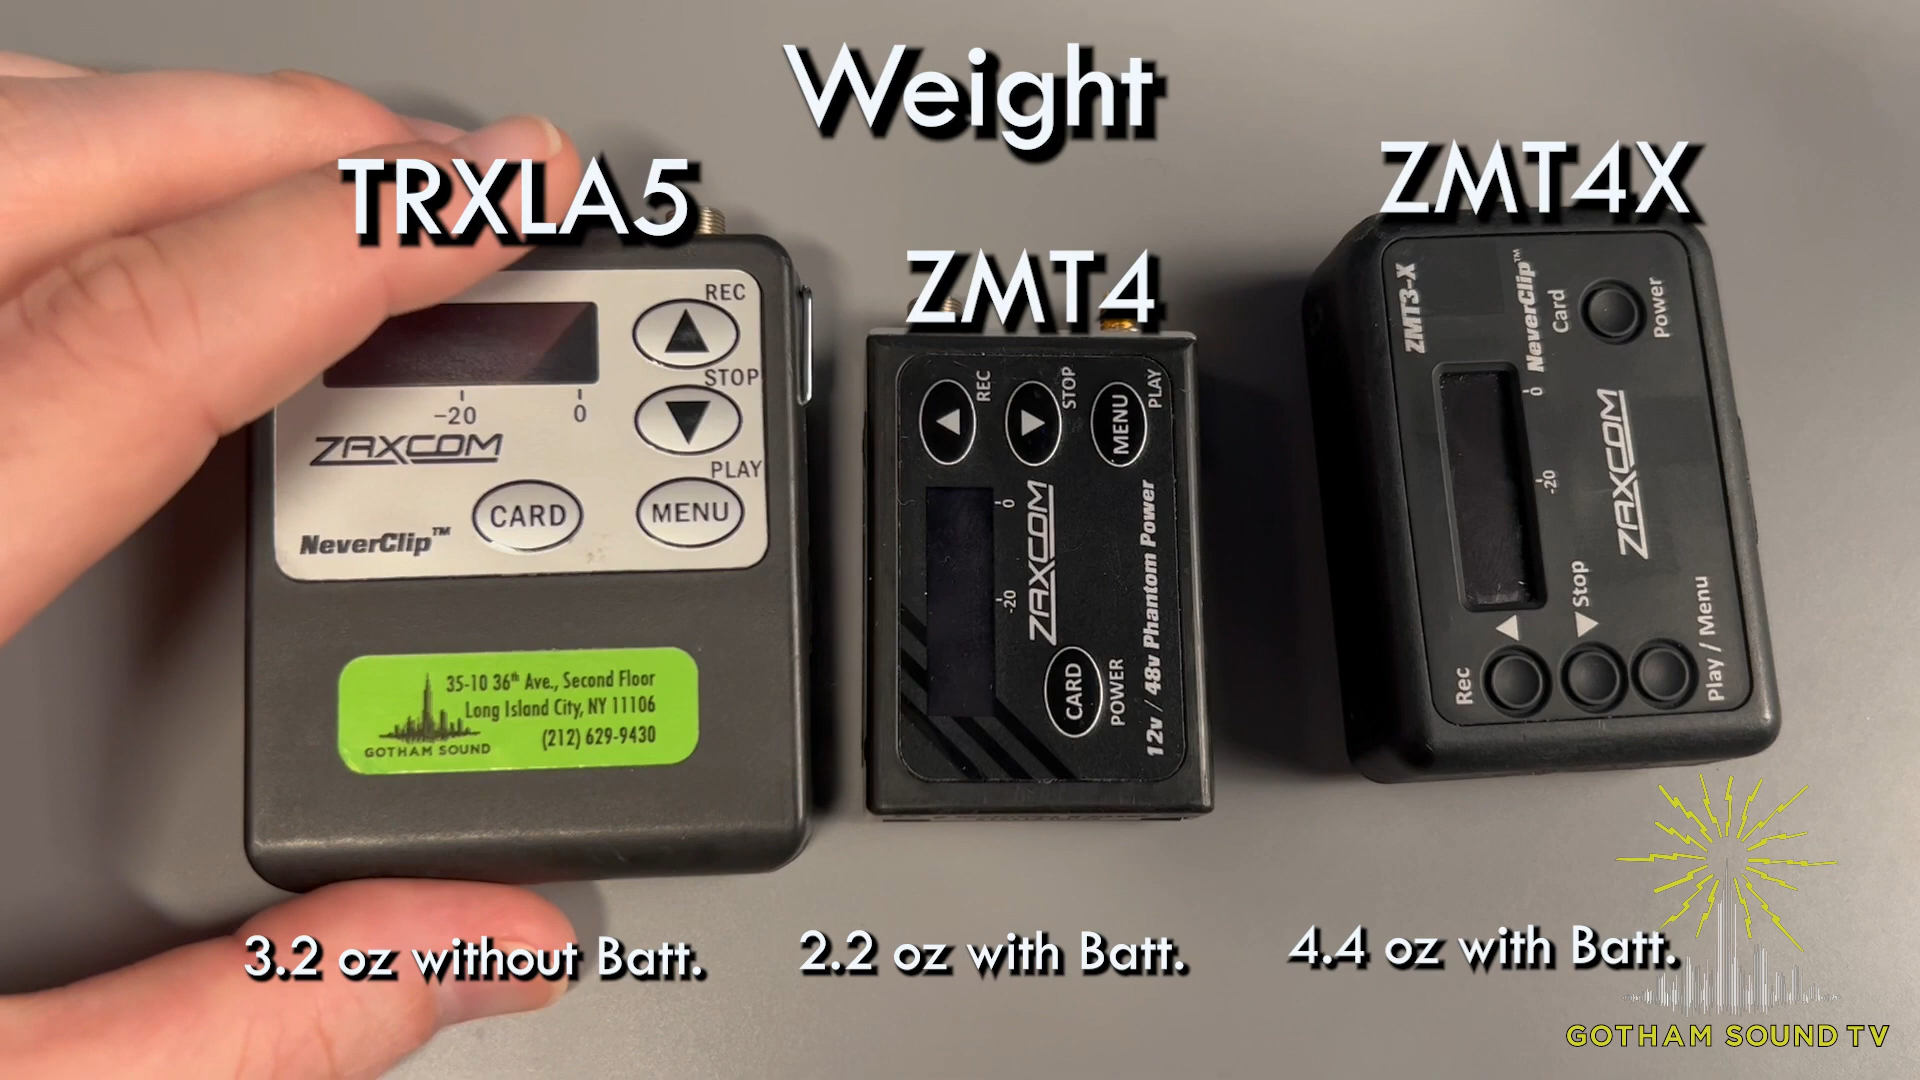 Weight
TRXLA5
ZMT4
ZMT4X
REC
STOP
-20 0
ZAXCOM
PLAY
CARD
MENU
NeverClip™
35-10 36th Ave., Second Floor
Long Island City, NY 11106
(212) 629-9430
GOTHAM SOUND
REC
STOP
PLAY
MENU
-20 0
ZAXCOM
CARD
POWER
12v / 48v Phantom Power
ZMT3-X
NeverClip™
Card
Power
-20 0
ZAXCOM
Rec
Stop
Play / Menu
3.2 oz without Batt.
2.2 oz with Batt.
4.4 oz with Batt.
GOTHAM SOUND TV